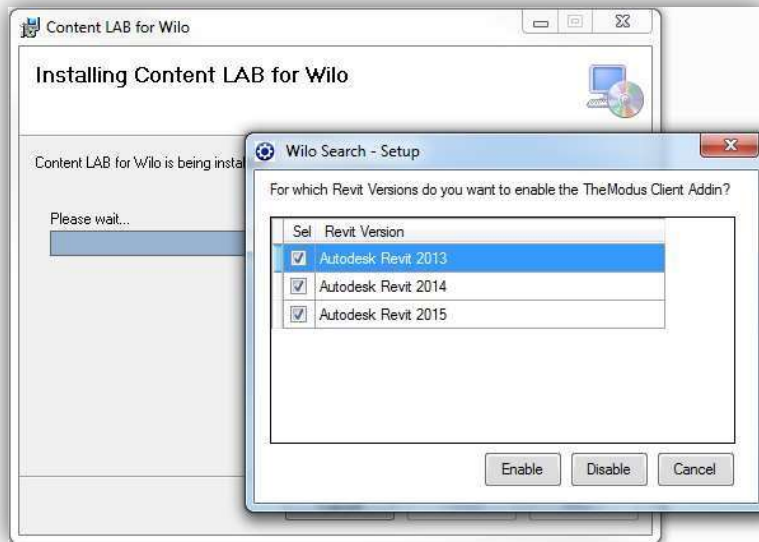 Content LAB for Wilo
Installing Content LAB for Wilo
Content LAB for Wilo is being instal
Please wait...
Wilo Search - Setup
For which Revit Versions do you want to enable the TheModus Client Addin?
Sel Revit Version
Autodesk Revit 2013
Autodesk Revit 2014
Autodesk Revit 2015
Enable Disable Cancel